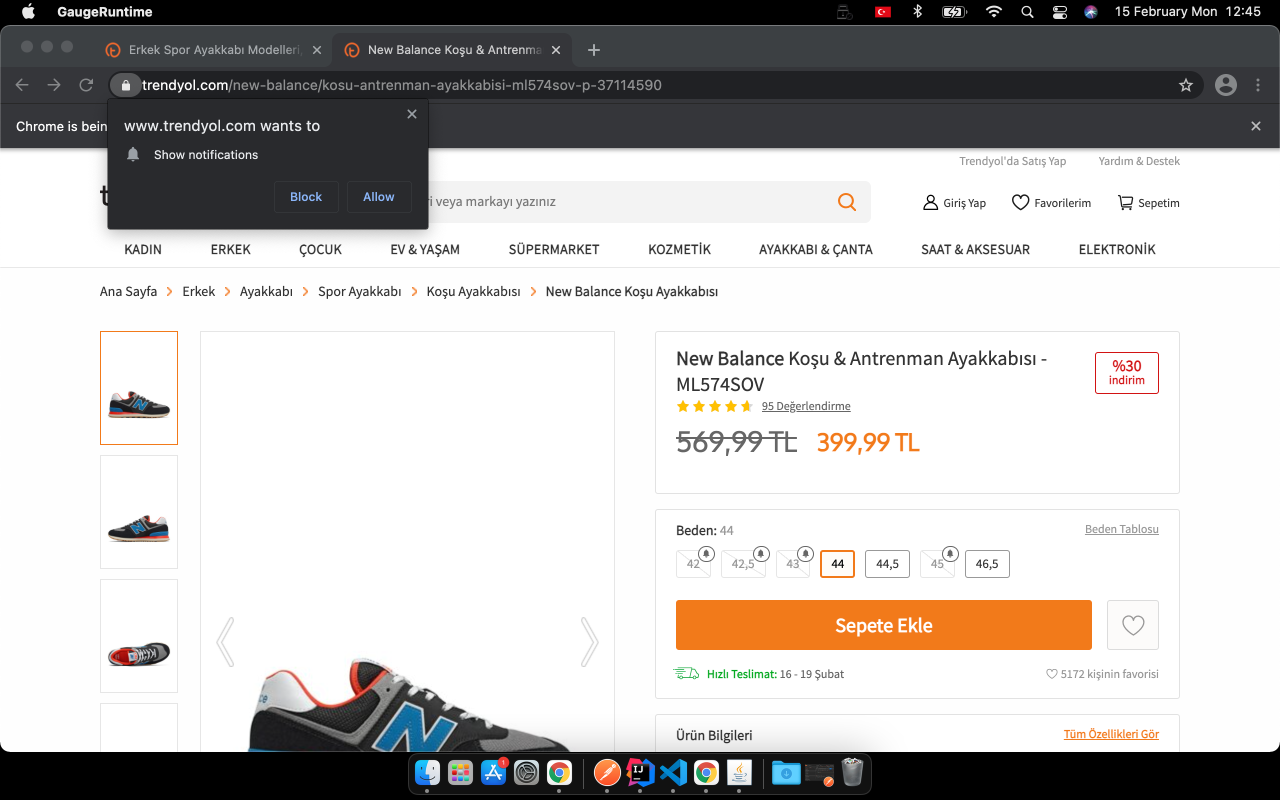 GaugeRuntime
15 February Mon 12:45
Erkek Spor Ayakkabı Modelleri,
New Balance Koşu & Antrenma
trendyol.com/new-balance/kosu-antrenman-ayakkabisi-ml574sov-p-37114590
Chrome is bein
www.trendyol.com wants to
Show notifications
Block
Allow
Trendyol'da Satış Yap
Yardım & Destek
veya markayı yazınız
Giriş Yap
Favorilerim
Sepetim
KADIN
ERKEK
ÇOCUK
EV & YAŞAM
SÜPERMARKET
KOZMETİK
AYAKKABI & ÇANTA
SAAT & AKSESUAR
ELEKTRONİK
Ana Sayfa > Erkek > Ayakkabı > Spor Ayakkabı > Koşu Ayakkabısı > New Balance Koşu Ayakkabısı
New Balance Koşu & Antrenman Ayakkabısı -
ML574SOV
%30
indirim
95 Değerlendirme
569,99 TL 399,99 TL
Beden: 44
Beden Tablosu
42
42,5
43
44
44,5
45
46,5
Sepete Ekle
Hızlı Teslimat: 16 - 19 Şubat
5172 kişinin favorisi
Ürün Bilgileri
Tüm Özellikleri Gör